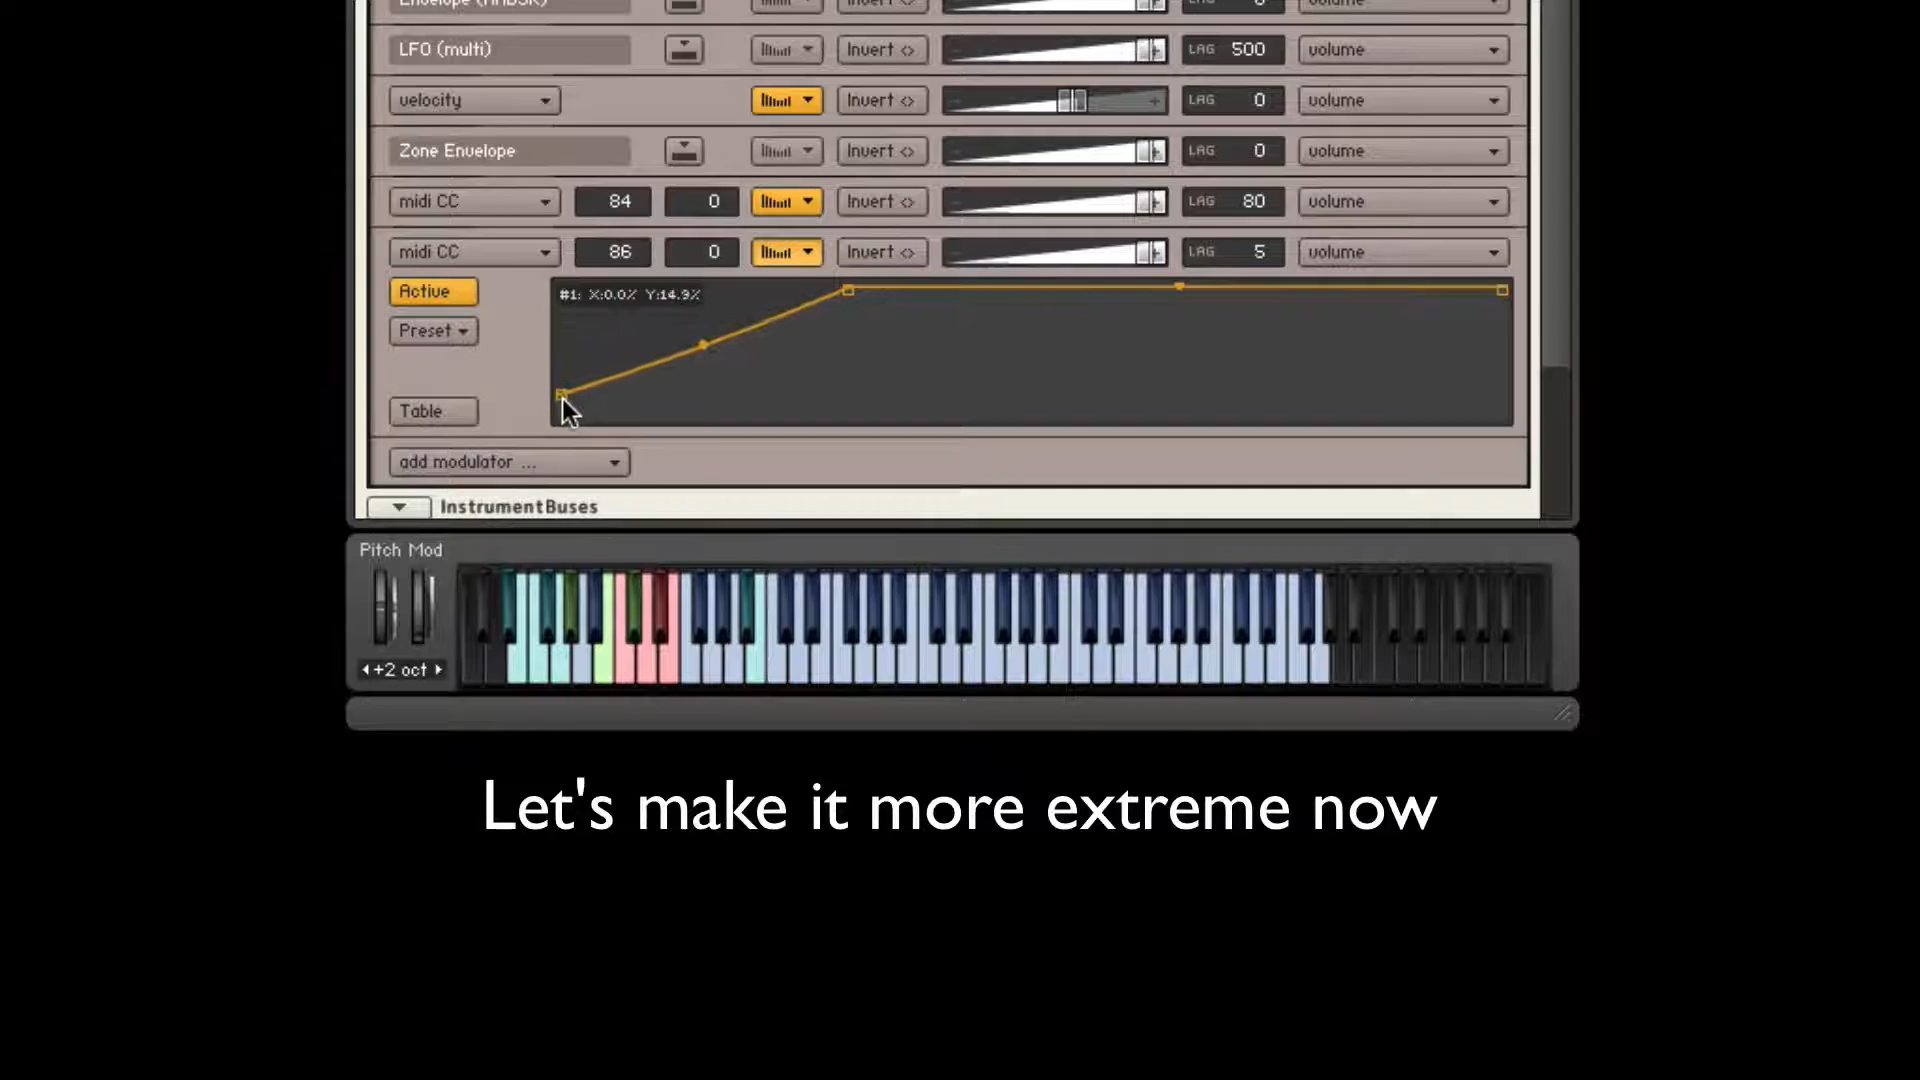 LFO (multi) Invert <> LAG 500 volume
velocity Invert <> LAG 0 volume
Zone Envelope Invert <> LAG 0 volume
midi CC 84 0 Invert <> LAG 80 volume
midi CC 86 0 Invert <> LAG 5 volume
Active #1: X:0.0% Y:14.9%
Preset
Table
add modulator ...
InstrumentBuses
Pitch Mod
+2 oct
Let's make it more extreme now